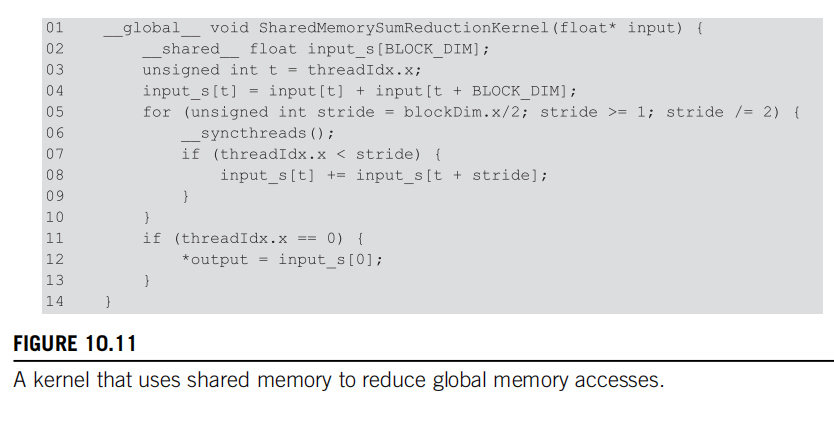 01 __global__ void SharedMemorySumReductionKernel(float* input) {
02 __shared__ float input_s[BLOCK_DIM];
03 unsigned int t = threadIdx.x;
04 input_s[t] = input[t] + input[t + BLOCK_DIM];
05 for (unsigned int stride = blockDim.x/2; stride >= 1; stride /= 2) {
06 __syncthreads();
07 if (threadIdx.x < stride) {
08 input_s[t] += input_s[t + stride];
09 }
10 }
11 if (threadIdx.x == 0) {
12 *output = input_s[0];
13 }
14 }
FIGURE 10.11
A kernel that uses shared memory to reduce global memory accesses.